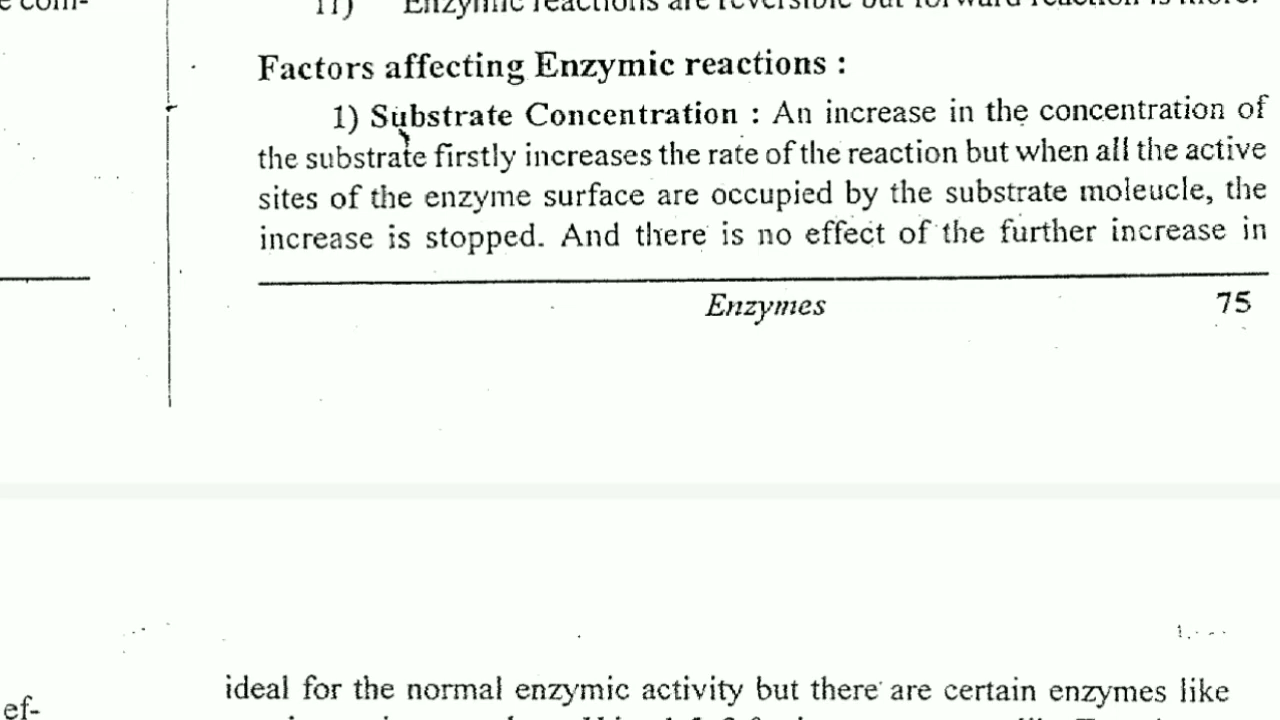 e com-
11) Enzymic reactions are reversible but forward reaction is more.
Factors affecting Enzymic reactions :
1) Substrate Concentration : An increase in the concentration of
the substrate firstly increases the rate of the reaction but when all the active
sites of the enzyme surface are occupied by the substrate moleucle, the
increase is stopped. And there is no effect of the further increase in
Enzymes 75
ideal for the normal enzymic activity but there are certain enzymes like
ef-